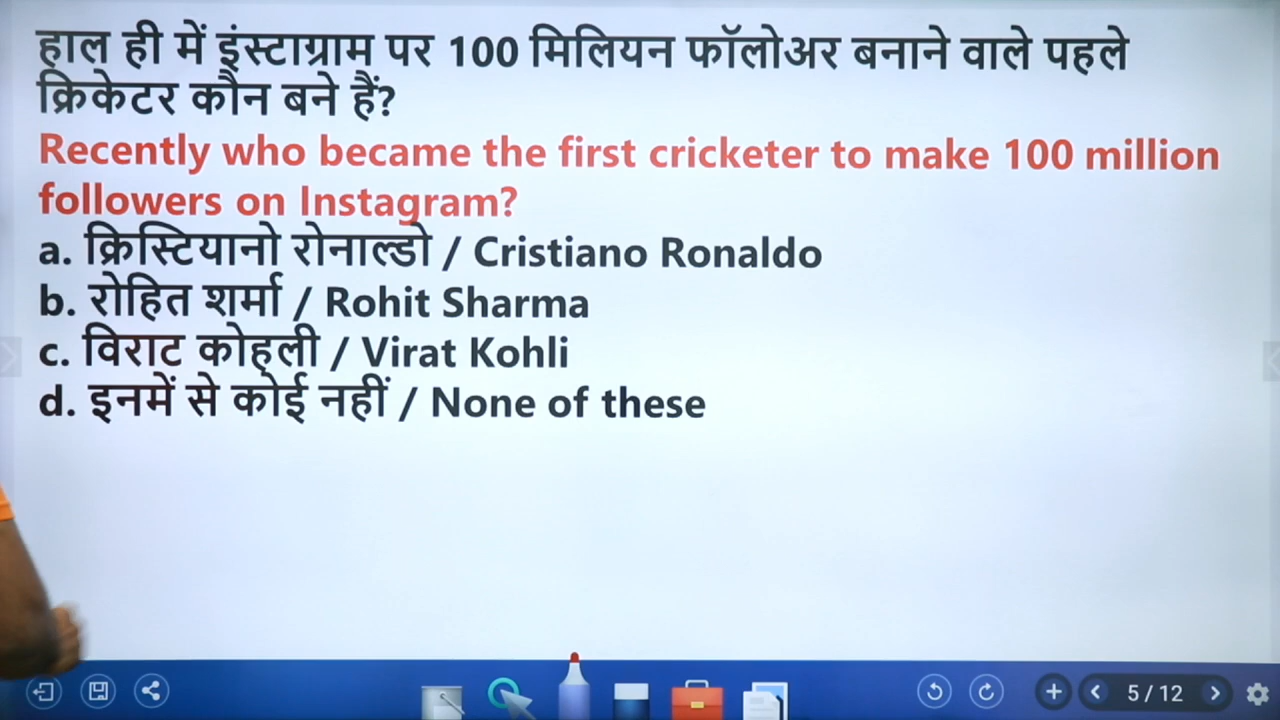 हाल ही में इंस्टाग्राम पर 100 मिलियन फॉलोअर बनाने वाले पहले
क्रिकेटर कौन बने हैं?
Recently who became the first cricketer to make 100 million
followers on Instagram?
a. क्रिस्टियानो रोनाल्डो / Cristiano Ronaldo
b. रोहित शर्मा / Rohit Sharma
c. विराट कोहली / Virat Kohli
d. इनमें से कोई नहीं / None of these
5 / 12